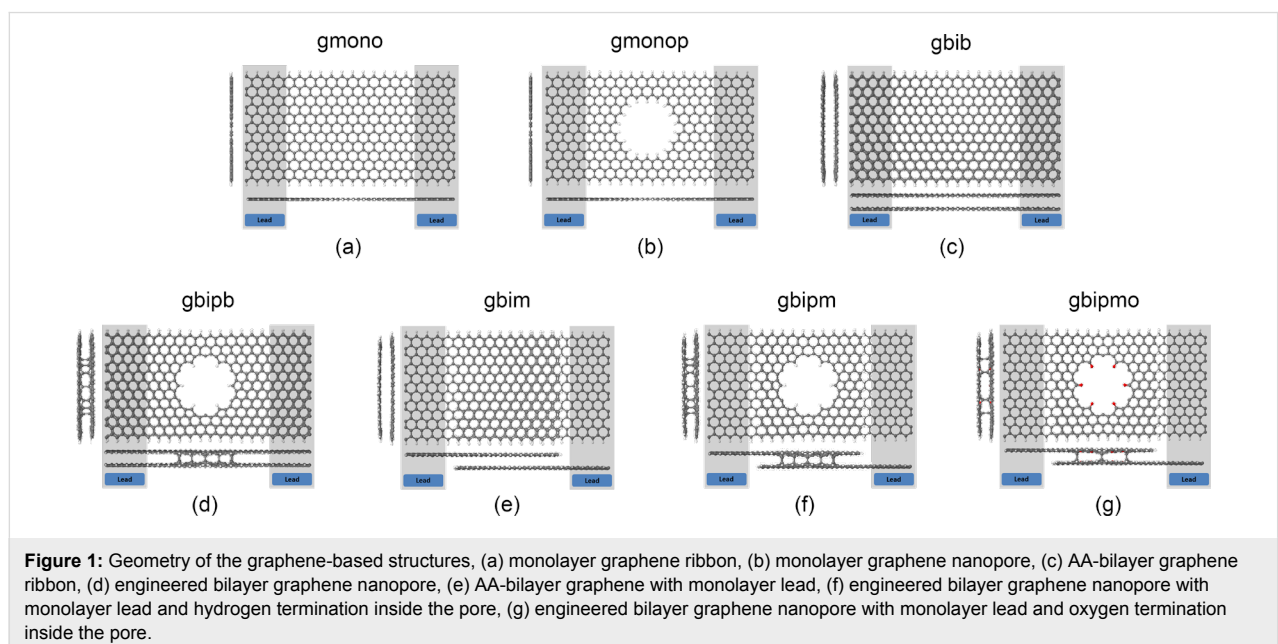 gmono
gmonop
gbib
Lead
Lead
Lead
Lead
Lead
Lead
(a)
(b)
(c)
gbipb
gbim
gbipm
gbipmo
Lead
Lead
Lead
Lead
Lead
Lead
Lead
Lead
(d)
(e)
(f)
(g)
Figure 1: Geometry of the graphene-based structures, (a) monolayer graphene ribbon, (b) monolayer graphene nanopore, (c) AA-bilayer graphene
ribbon, (d) engineered bilayer graphene nanopore, (e) AA-bilayer graphene with monolayer lead, (f) engineered bilayer graphene nanopore with
monolayer lead and hydrogen termination inside the pore, (g) engineered bilayer graphene nanopore with monolayer lead and oxygen termination
inside the pore.